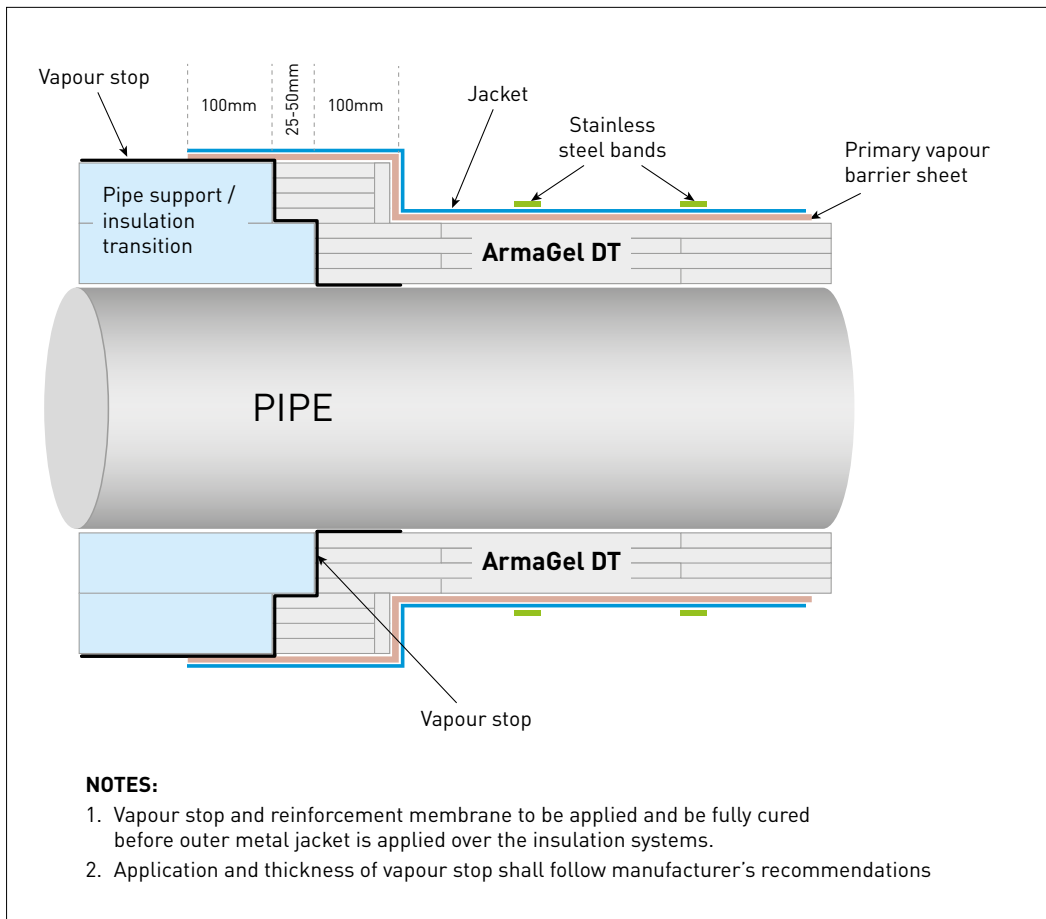 Vapour stop
100mm
25-50mm
100mm
Jacket
Stainless
steel bands
Primary vapour
barrier sheet
Pipe support /
insulation
transition
ArmaGel DT
PIPE
ArmaGel DT
Vapour stop
NOTES:
1. Vapour stop and reinforcement membrane to be applied and be fully cured
before outer metal jacket is applied over the insulation systems.
2. Application and thickness of vapour stop shall follow manufacturer’s recommendations